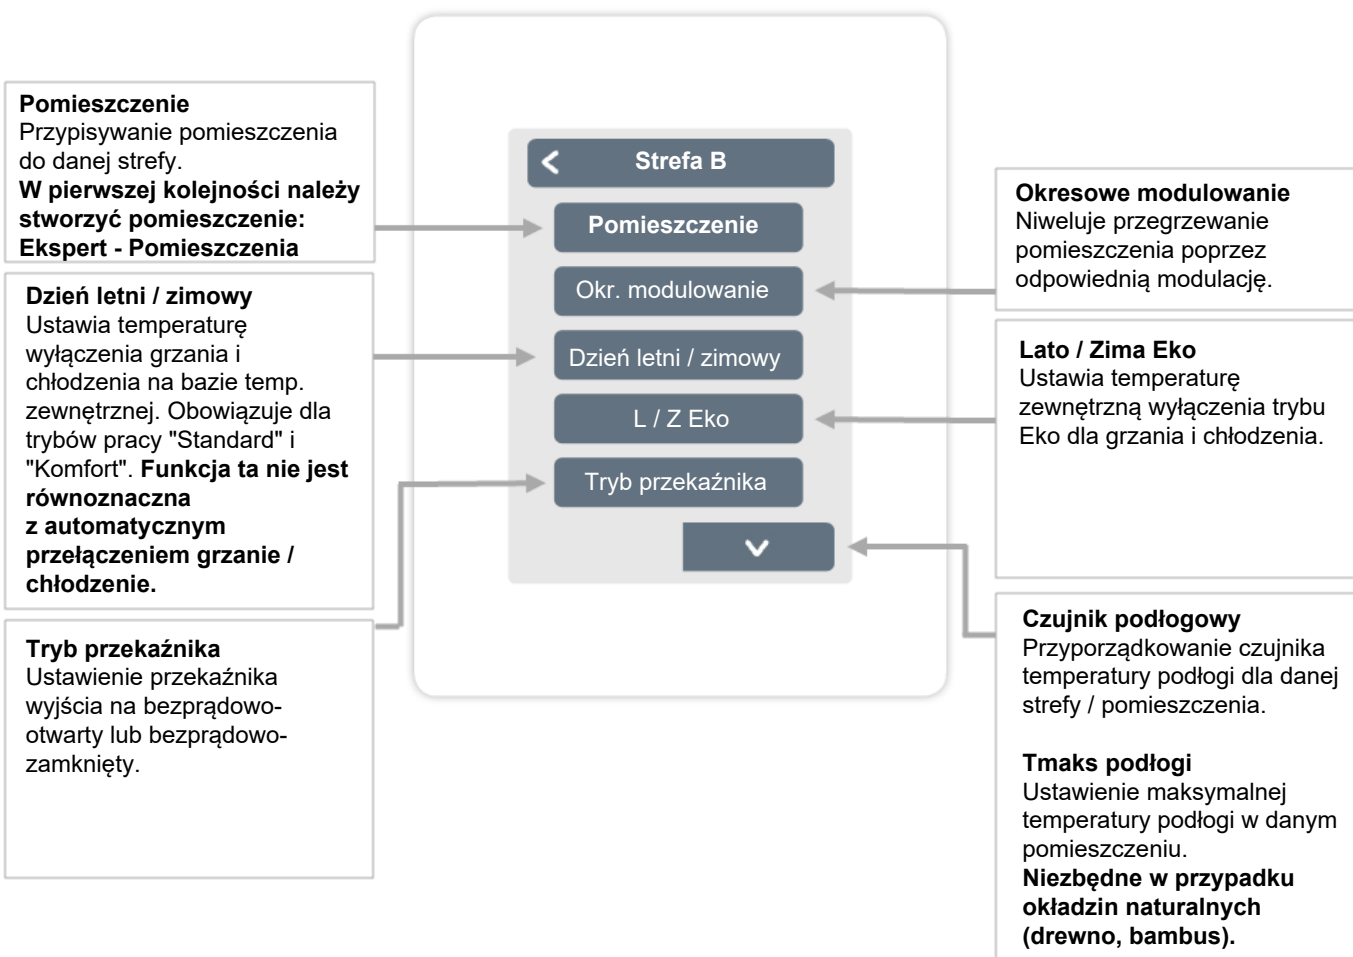 Pomieszczenie
Przypisywanie pomieszczenia
do danej strefy.
W pierwszej kolejności należy
stworzyć pomieszczenie:
Ekspert - Pomieszczenia
Dzień letni / zimowy
Ustawia temperaturę
wyłączenia grzania i
chłodzenia na bazie temp.
zewnętrznej. Obowiązuje dla
trybów pracy "Standard" i
"Komfort". Funkcja ta nie jest
równoznaczna
z automatycznym
przełączeniem grzanie /
chłodzenie.
Tryb przekaźnika
Ustawienie przekaźnika
wyjścia na bezprądowo-
otwarty lub bezprądowo-
zamknięty.
Strefa B
Pomieszczenie
Okr. modulowanie
Dzień letni / zimowy
L / Z Eko
Tryb przekaźnika
Okresowe modulowanie
Niweluje przegrzewanie
pomieszczenia poprzez
odpowiednią modulację.
Lato / Zima Eko
Ustawia temperaturę
zewnętrzną wyłączenia trybu
Eko dla grzania i chłodzenia.
Czujnik podłogowy
Przyporządkowanie czujnika
temperatury podłogi dla danej
strefy / pomieszczenia.
Tmaks podłogi
Ustawienie maksymalnej
temperatury podłogi w danym
pomieszczeniu.
Niezbędne w przypadku
okładzin naturalnych
(drewno, bambus).